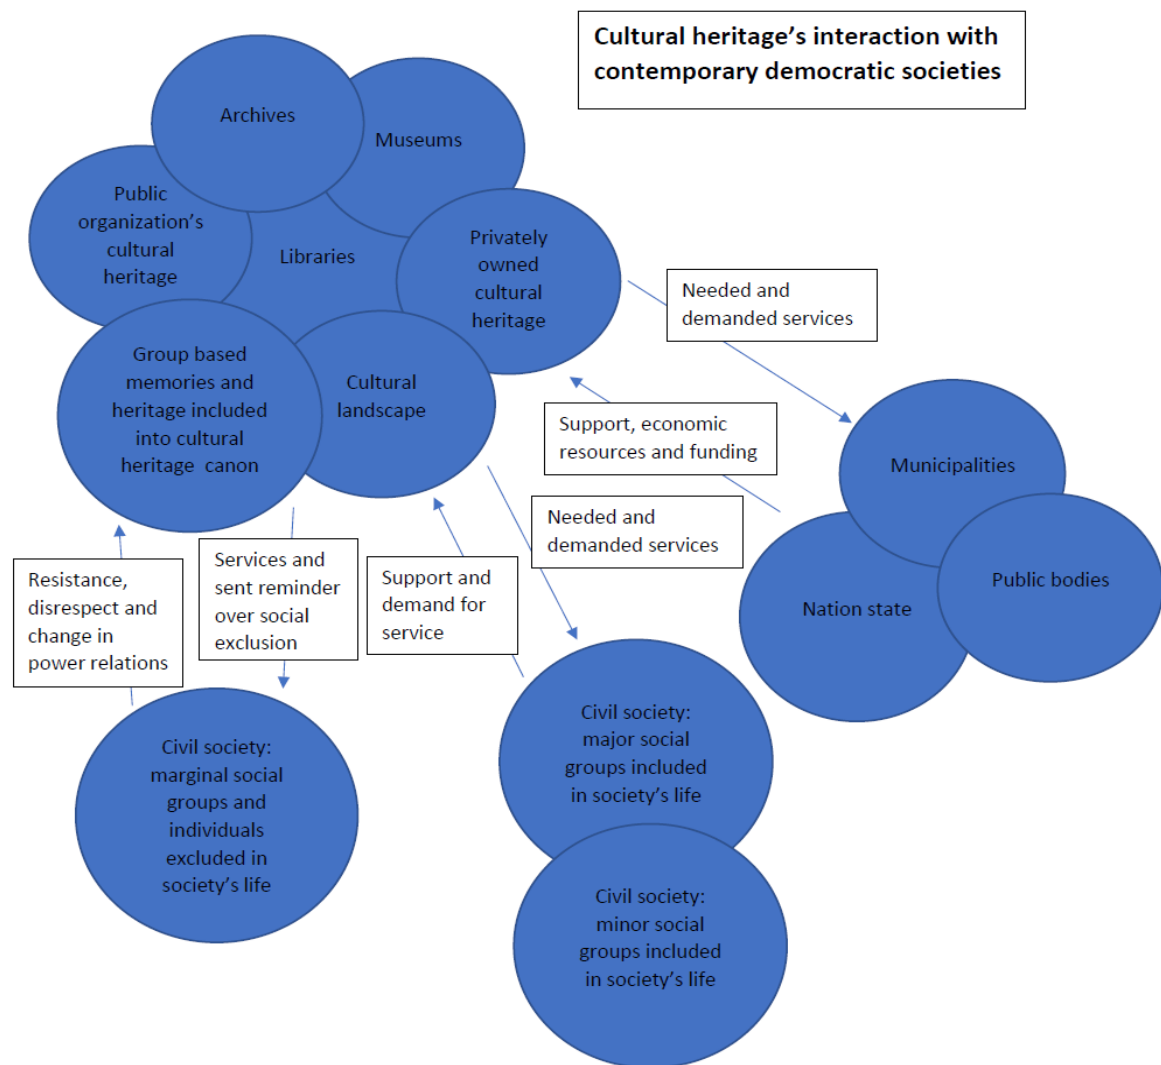 Cultural heritage’s interaction with
contemporary democratic societies
Archives
Museums
Public
organization’s
cultural
heritage
Libraries
Privately
owned
cultural
heritage
Group based
memories and
heritage included
into cultural
heritage canon
Cultural
landscape
Needed and
demanded services
Support, economic
resources and funding
Municipalities
Nation state
Public bodies
Needed and
demanded services
Support and
demand for
service
Services and
sent reminder
over social
exclusion
Resistance,
disrespect and
change in
power relations
Civil society:
marginal social
groups and
individuals
excluded in
society’s life
Civil society:
major social
groups included
in society’s life
Civil society:
minor social
groups included
in society’s life